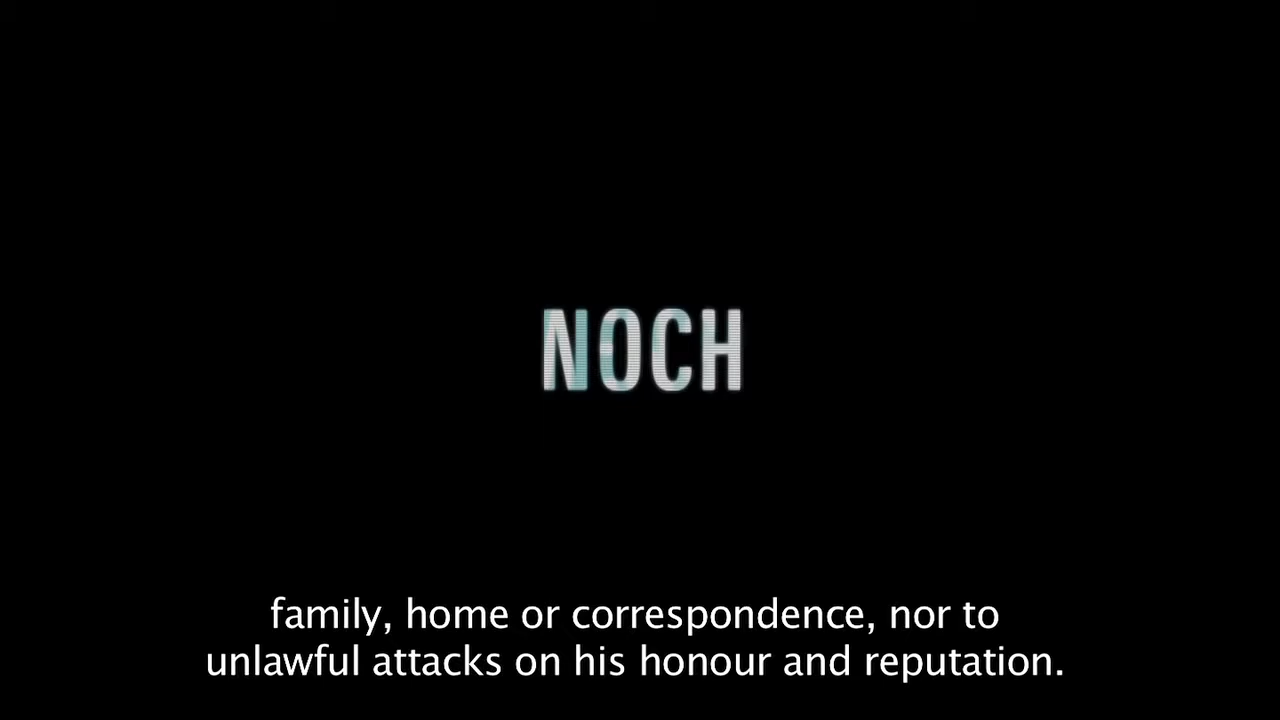 NOCH
family, home or correspondence, nor to
unlawful attacks on his honour and reputation.